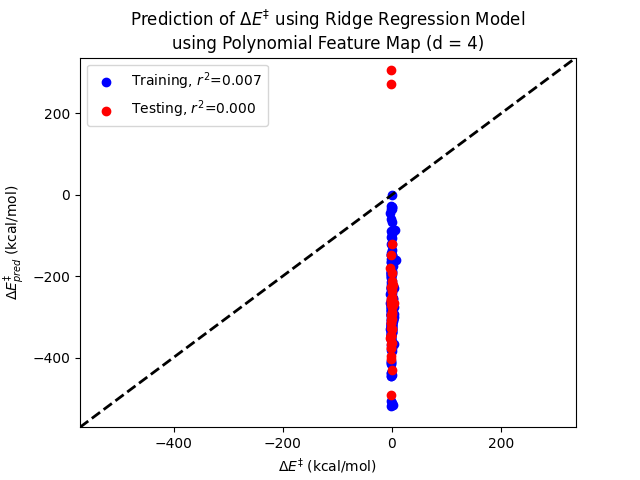 Prediction of ΔE‡ using Ridge Regression Model
using Polynomial Feature Map (d = 4)
Training, r²=0.007
Testing, r²=0.000
ΔE‡pred (kcal/mol)
200
0
−200
−400
−400
−200
0
200
ΔE‡ (kcal/mol)